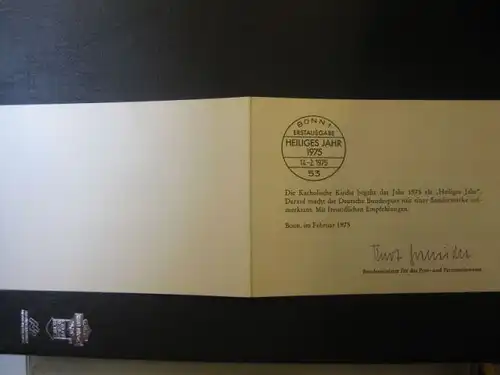 BONN 1
ERSTAUSGABE
HEILIGES JAHR
1975
14.-2.1975
53
Die Katholische Kirche begeht das Jahr 1975 als „Heiliges Jahr“.
Darauf macht die Deutsche Bundespost mit einer Sondermarke auf-
merksam. Mit freundlichen Empfehlungen.
Bonn, im Februar 1975
Bundesminister für das Post- und Fernmeldewesen